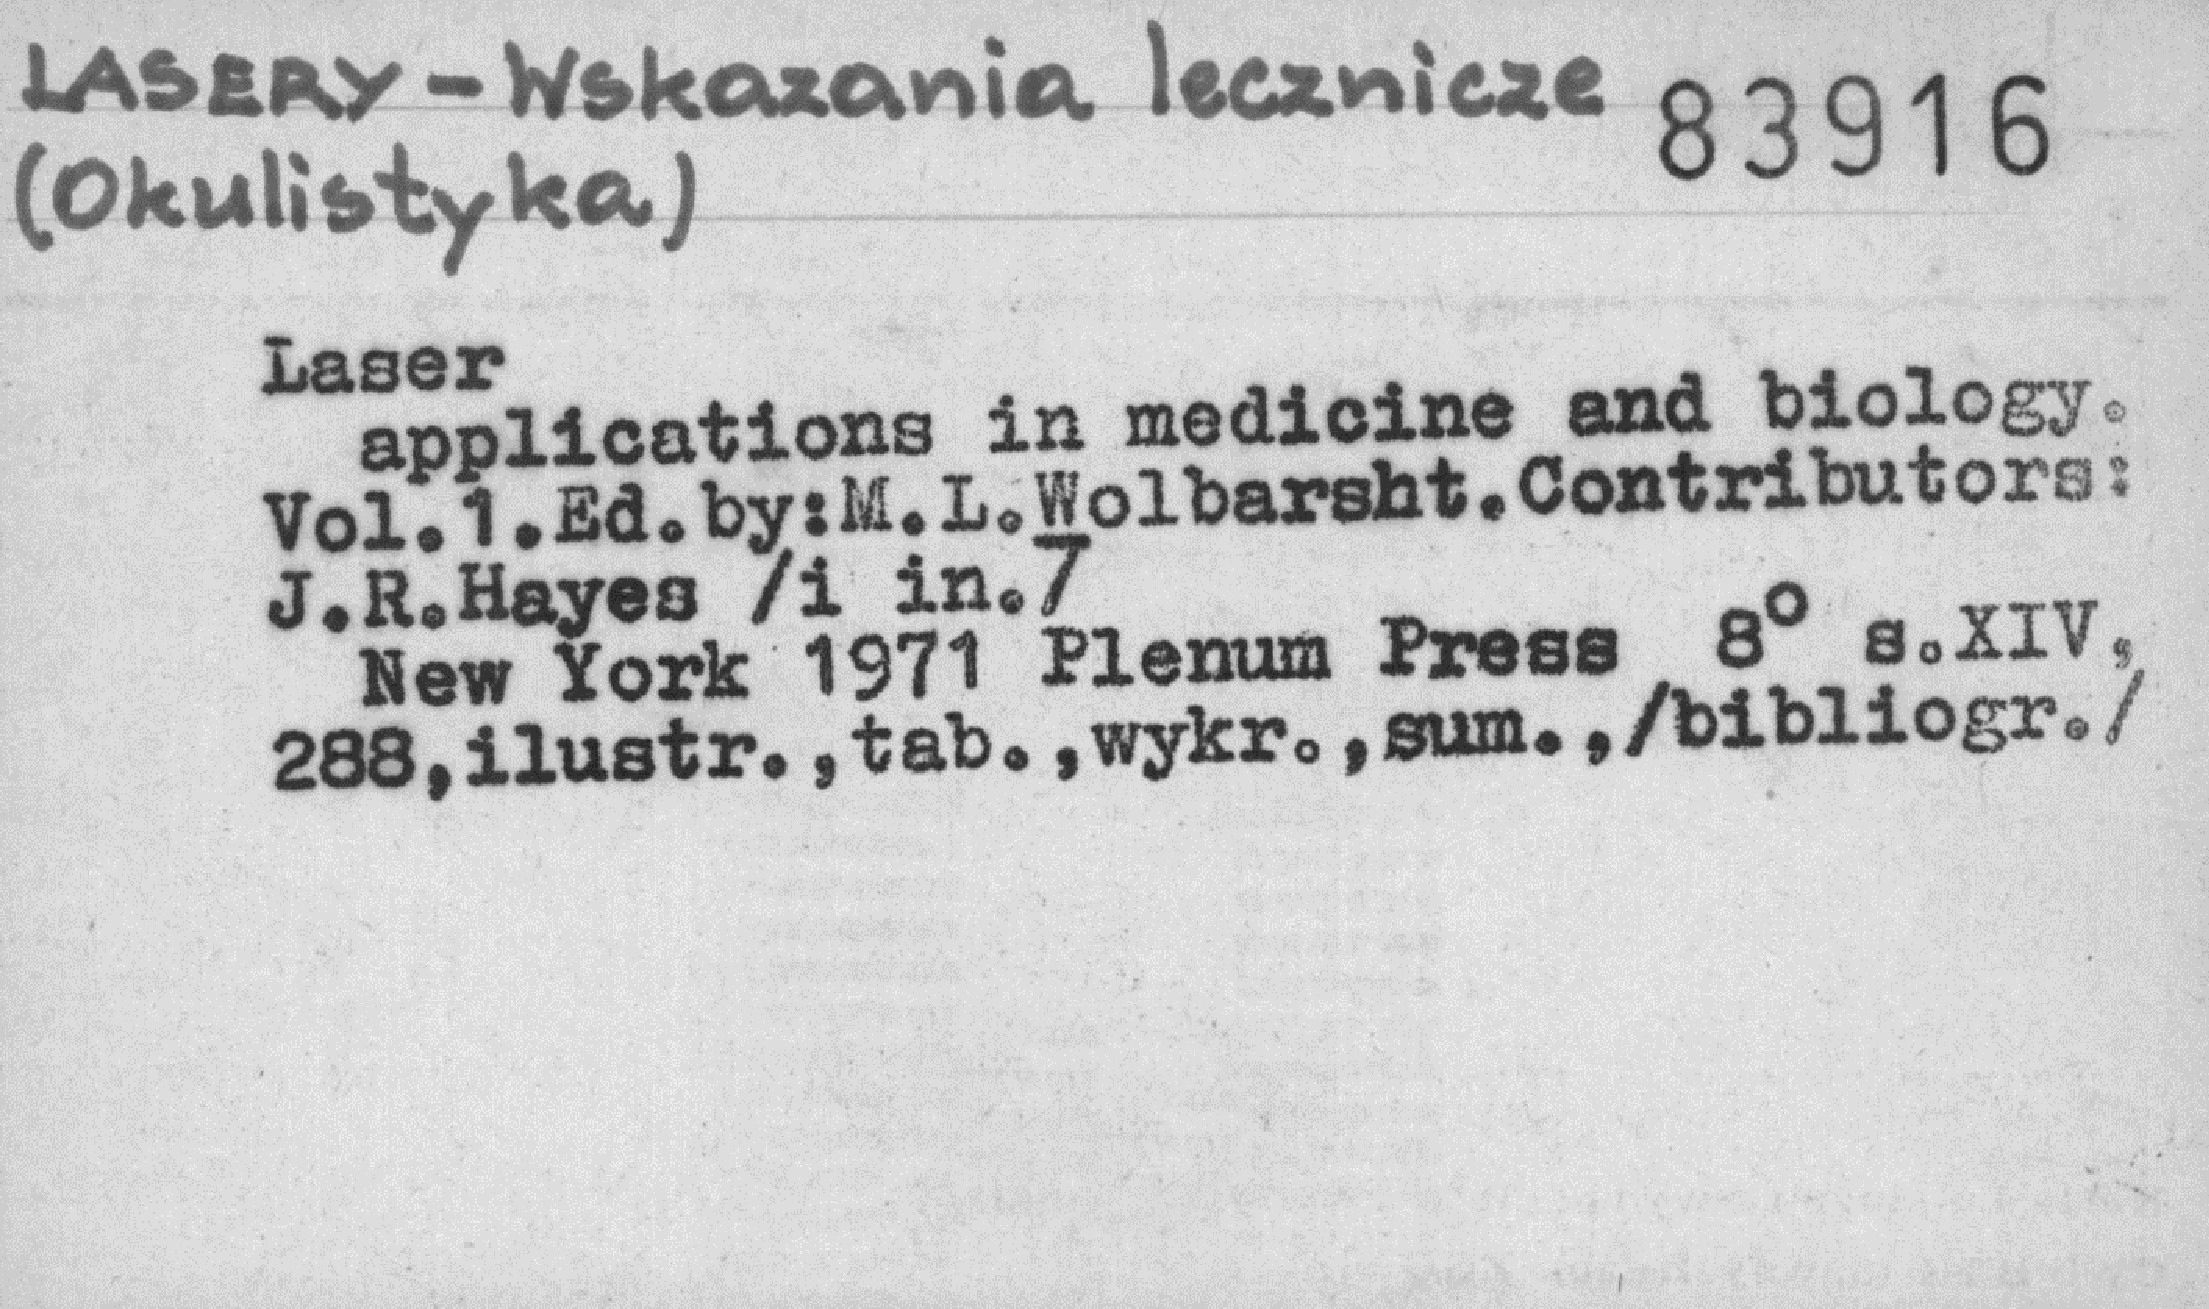 LASERY - Wskazania lecznicze 83916
(Okulistyka)
Laser
applications in medicine and biology.
Vol.1.Ed.by:M.L.Wolbarsht.Contributors:
J.R.Hayes /i in.7
New York 1971 Plenum Press 8° s.XIV,
288,ilustr.,tab.,wykr.,sum.,/bibliogr./